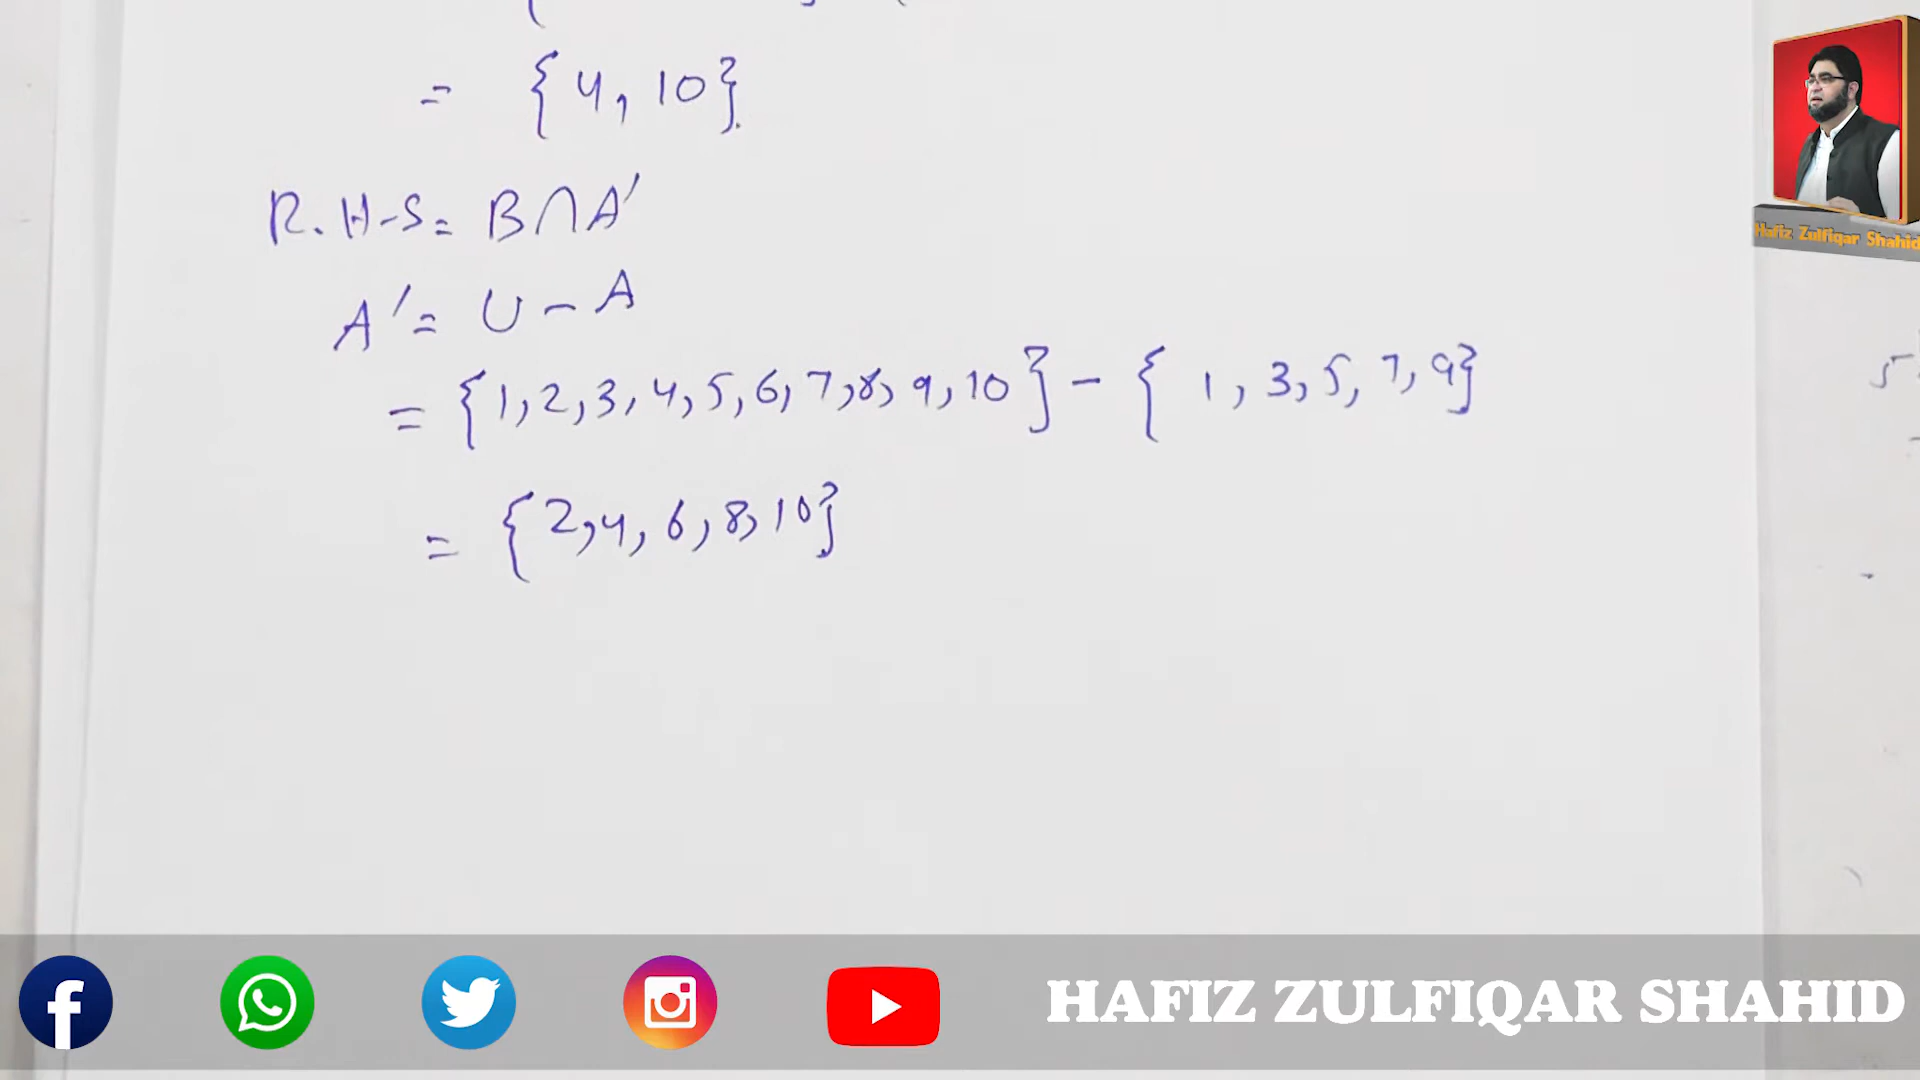 = {4, 10}
R.H-S = B∩A'
A' = U - A
= {1,2,3,4,5,6,7,8,9,10} - {1,3,5,7,9}
= {2,4,6,8,10}
Hafiz Zulfiqar Shahid
HAFIZ ZULFIQAR SHAHID